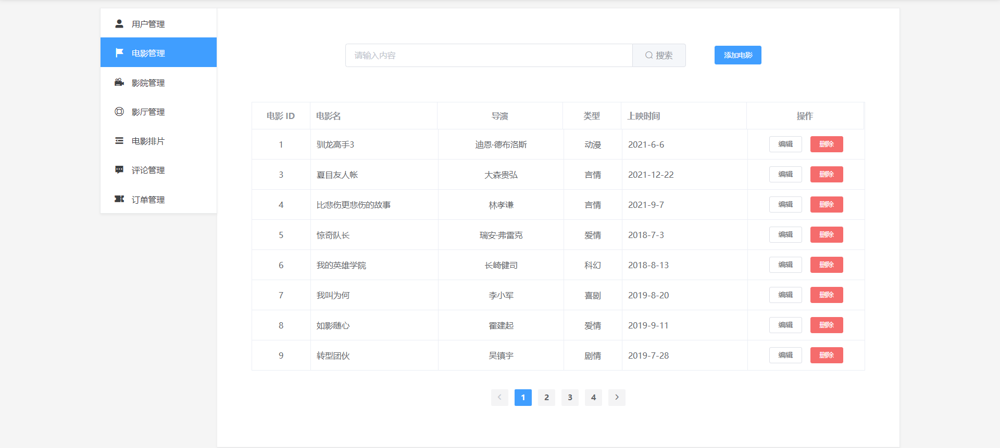 用户管理
电影管理
影院管理
影厅管理
电影排片
评论管理
订单管理
请输入内容 搜索 添加电影
电影 ID 电影名 导演 类型 上映时间 操作
1 驯龙高手3 迪恩·德布洛斯 动漫 2021-6-6 编辑 删除
3 夏目友人帐 大森贵弘 言情 2021-12-22 编辑 删除
4 比悲伤更悲伤的故事 林孝谦 言情 2021-9-7 编辑 删除
5 惊奇队长 瑞安·弗雷克 爱情 2018-7-3 编辑 删除
6 我的英雄学院 长崎健司 科幻 2018-8-13 编辑 删除
7 我叫为何 李小军 喜剧 2019-8-20 编辑 删除
8 如影随心 霍建起 爱情 2019-9-11 编辑 删除
9 转型团伙 吴镇宇 剧情 2019-7-28 编辑 删除
1 2 3 4